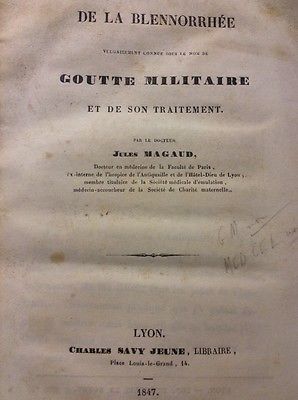 DE LA BLENNORRHÉE
VULGAIREMENT CONNUE SOUS LE NOM DE
GOUTTE MILITAIRE
ET DE SON TRAITEMENT.
PAR LE DOCTEUR
JULES MAGAUD,
Docteur en médecine de la Faculté de Paris,
ex-interne de l'hospice de l'Antiquaille et de l'Hôtel-Dieu de Lyon;
membre titulaire de la Société médicale d'émulation,
médecin-accoucheur de la Société de Charité maternelle..
LYON.
CHARLES SAVY JEUNE, LIBRAIRE,
Place Louis-le-Grand, 14.
1847.